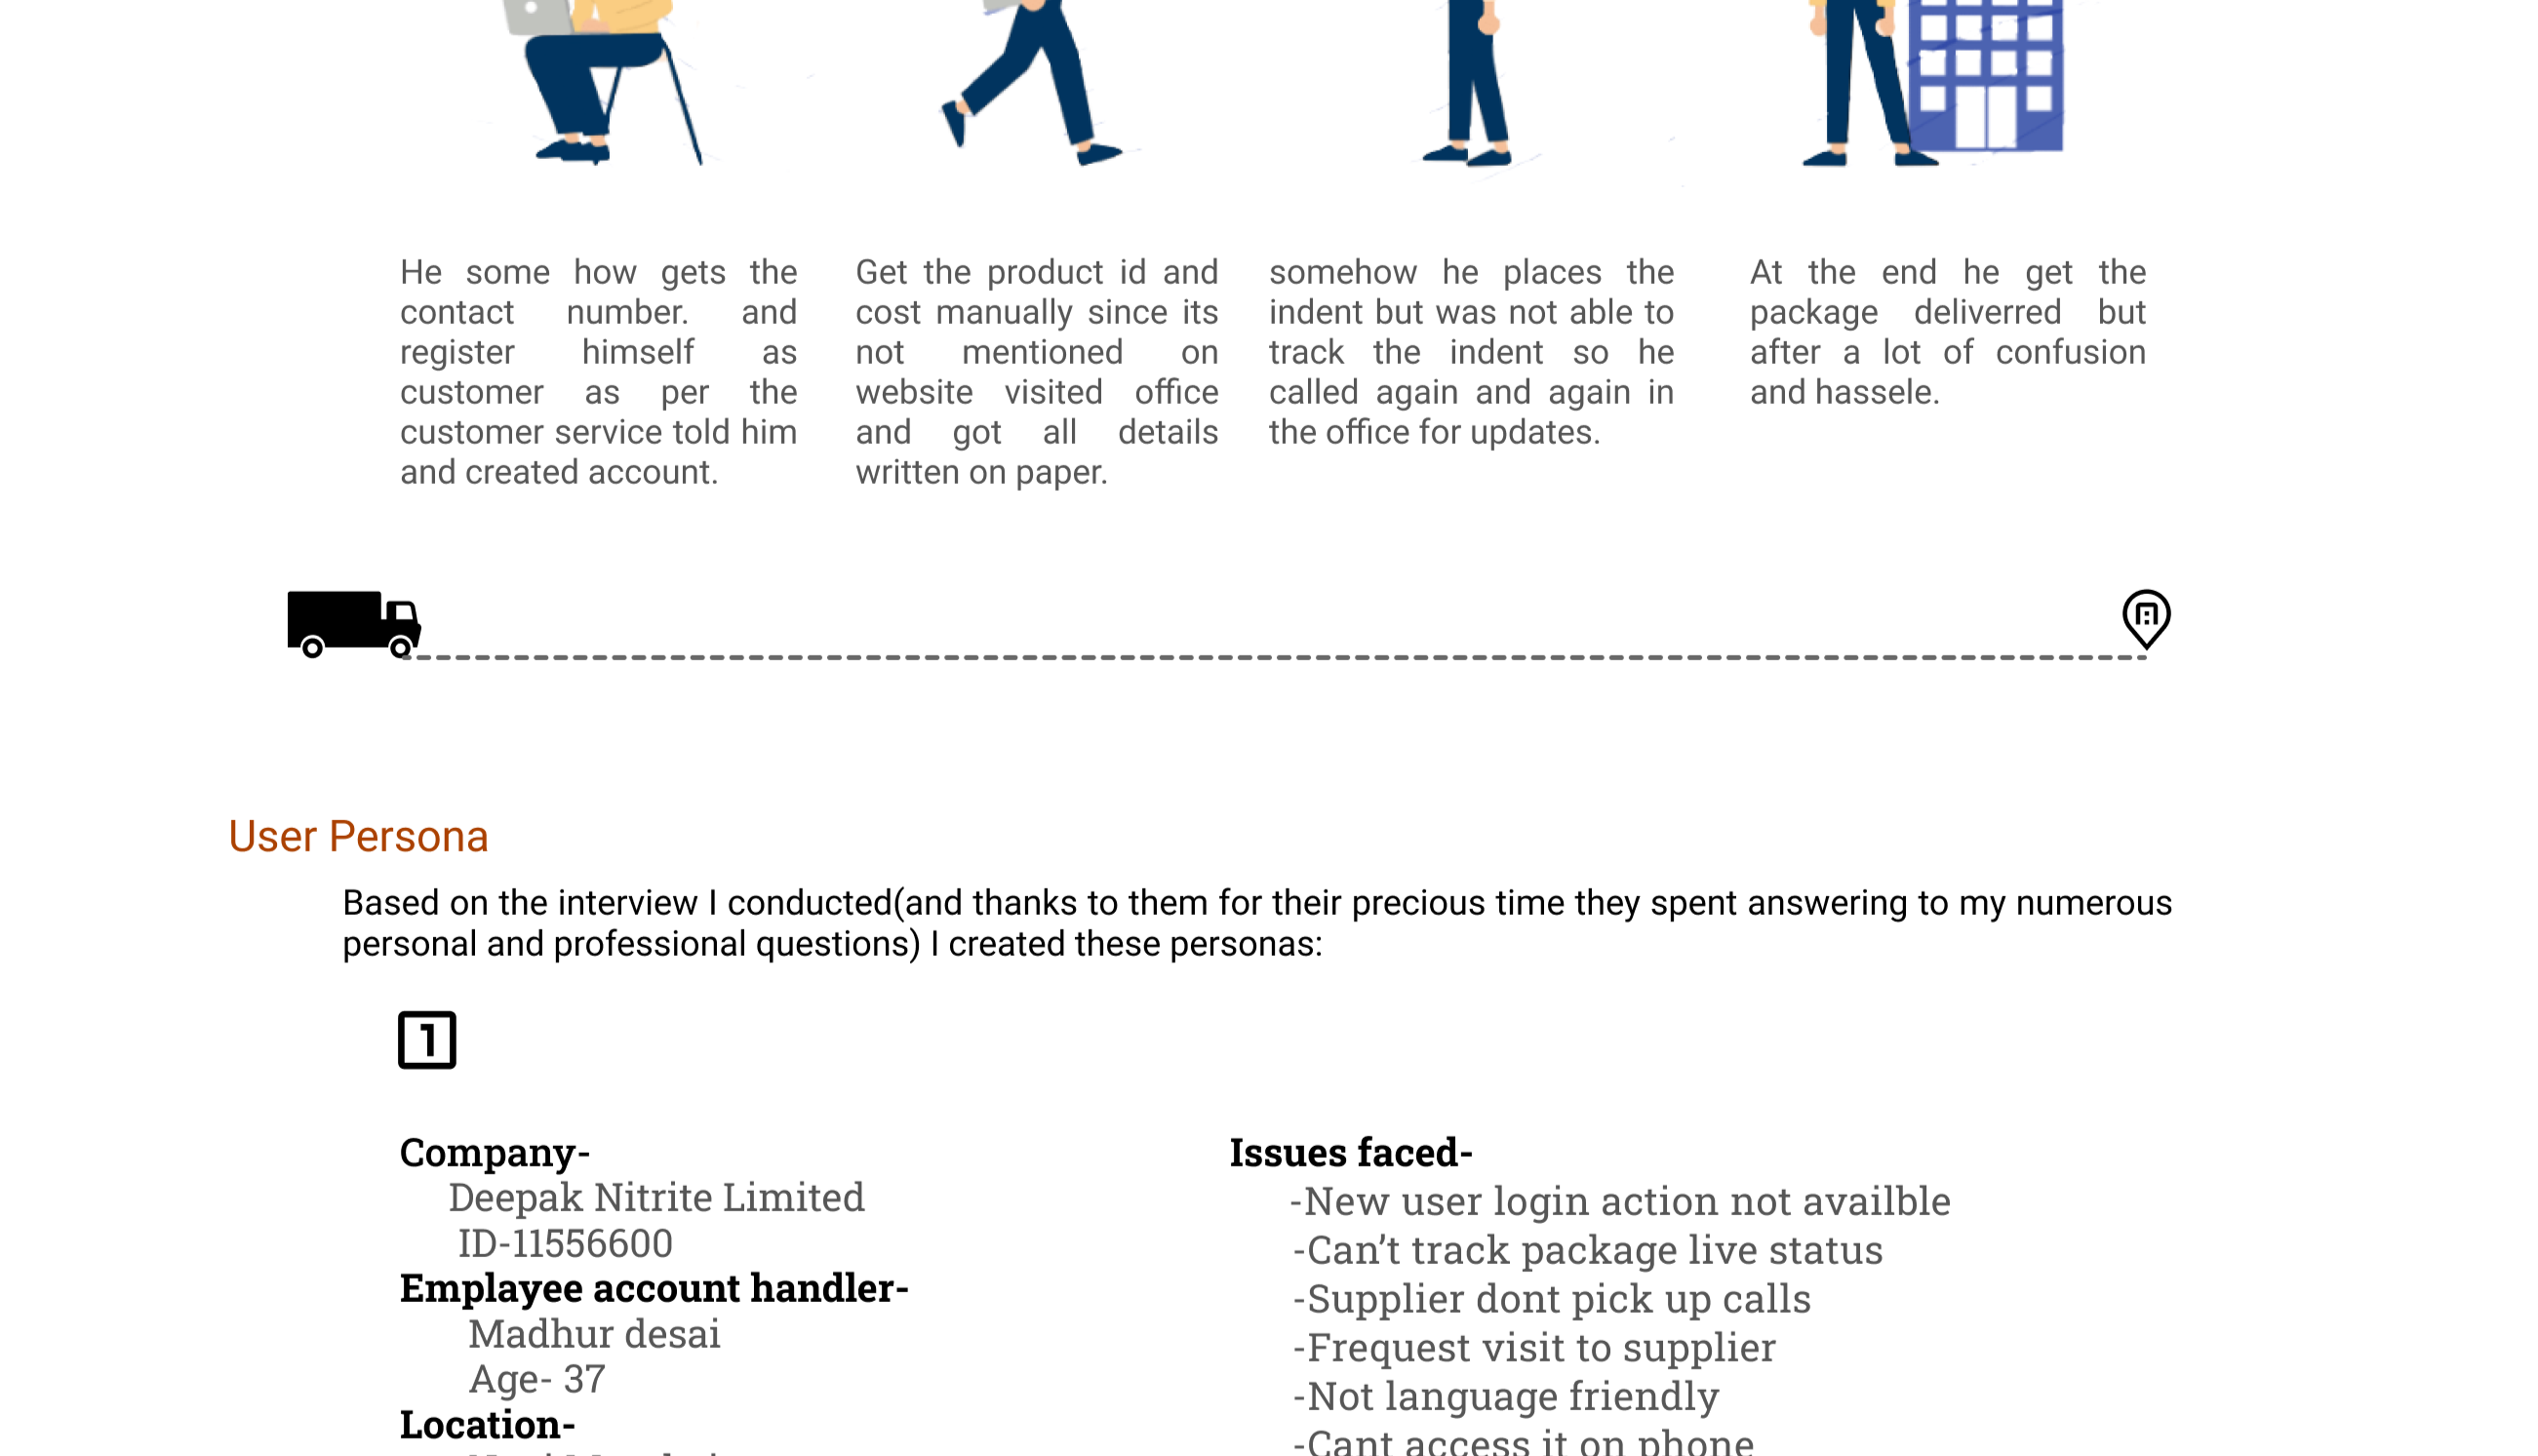 He some how gets the
contact number. and
register himself as
customer as per the
customer service told him
and created account.
Get the product id and
cost manually since its
not mentioned on
website visited office
and got all details
written on paper.
somehow he places the
indent but was not able to
track the indent so he
called again and again in
the office for updates.
At the end he get the
package deliverred but
after a lot of confusion
and hassele.
User Persona
Based on the interview I conducted(and thanks to them for their precious time they spent answering to my numerous
personal and professional questions) I created these personas:
1
Company-
Deepak Nitrite Limited
ID-11556600
Emplayee account handler-
Madhur desai
Age- 37
Location-
Issues faced-
-New user login action not availble
-Can't track package live status
-Supplier dont pick up calls
-Frequest visit to supplier
-Not language friendly
-Cant access it on phone